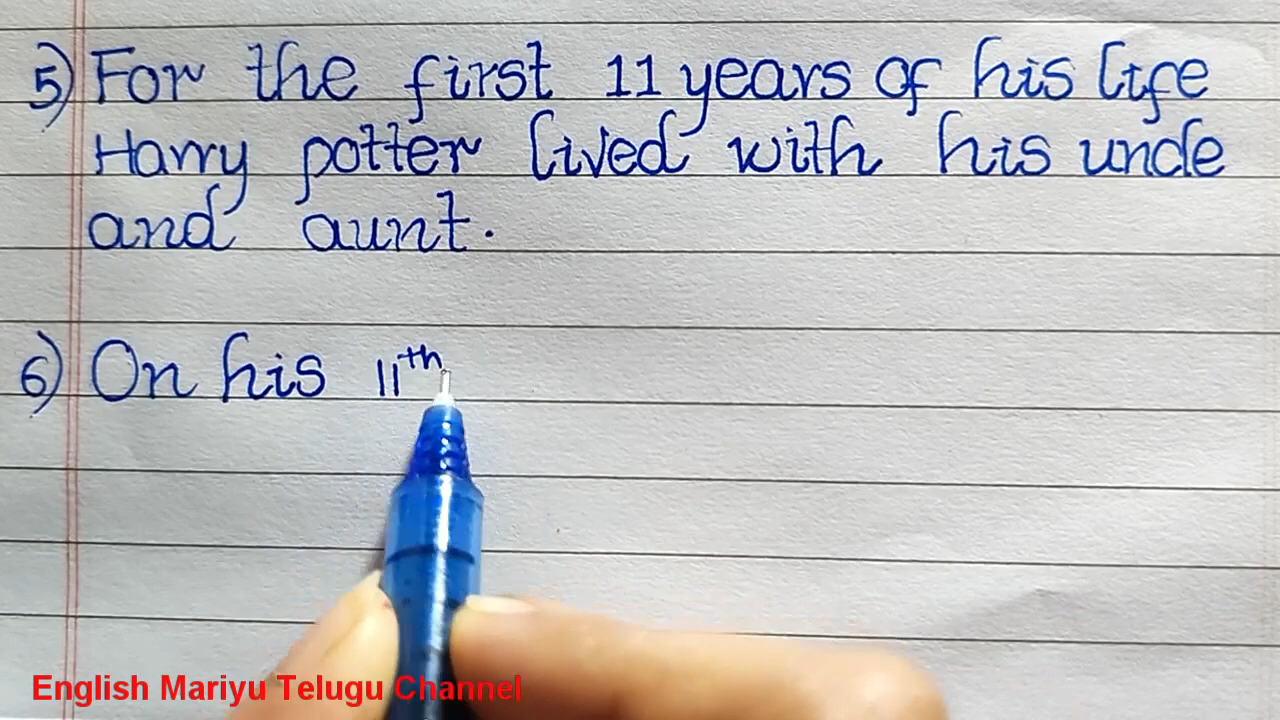 5) For the first 11 years of his life
Harry potter lived with his uncle
and aunt.
6) On his 11th
English Mariyu Telugu Channel